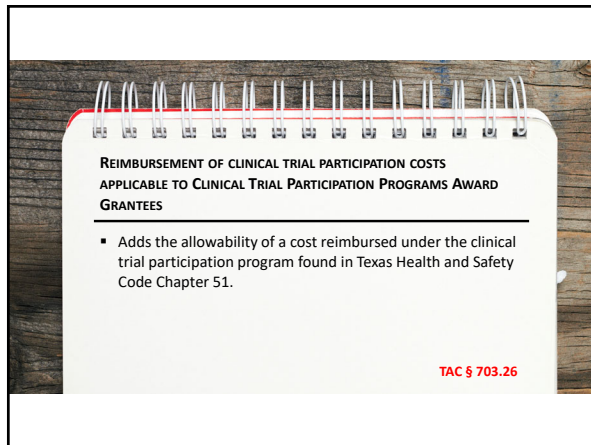 REIMBURSEMENT OF CLINICAL TRIAL PARTICIPATION COSTS
APPLICABLE TO CLINICAL TRIAL PARTICIPATION PROGRAMS AWARD
GRANTEES
▪ Adds the allowability of a cost reimbursed under the clinical
trial participation program found in Texas Health and Safety
Code Chapter 51.
TAC § 703.26